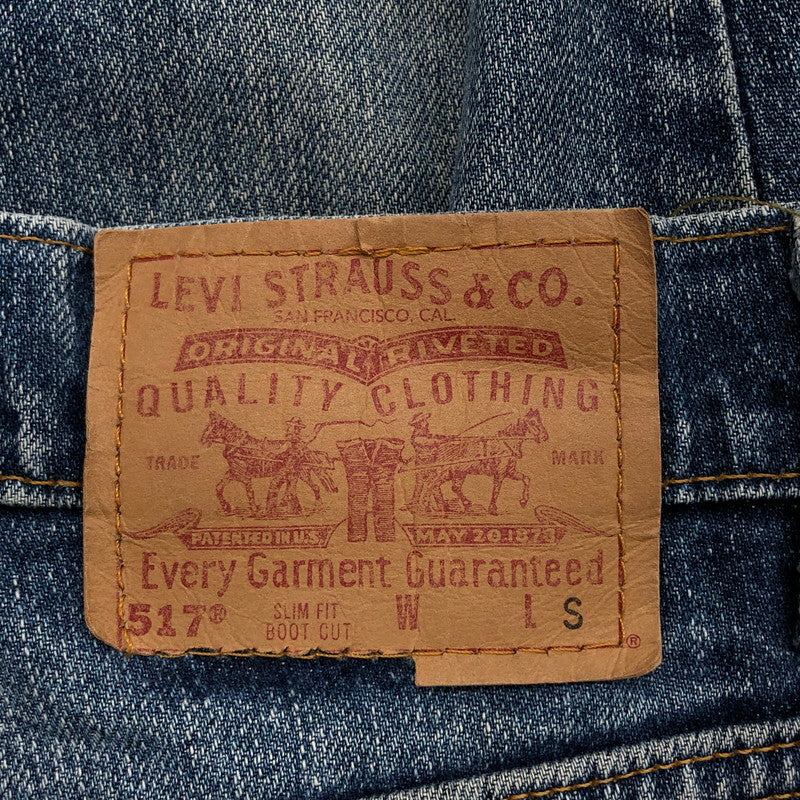 LEVI STRAUSS & CO.
SAN FRANCISCO, CAL.
ORIGINAL RIVETED
QUALITY CLOTHING
TRADE MARK
PATENTED IN U.S. MAY 20 1873
Every Garment Guaranteed
517® SLIM FIT W L S
BOOT CUT
®